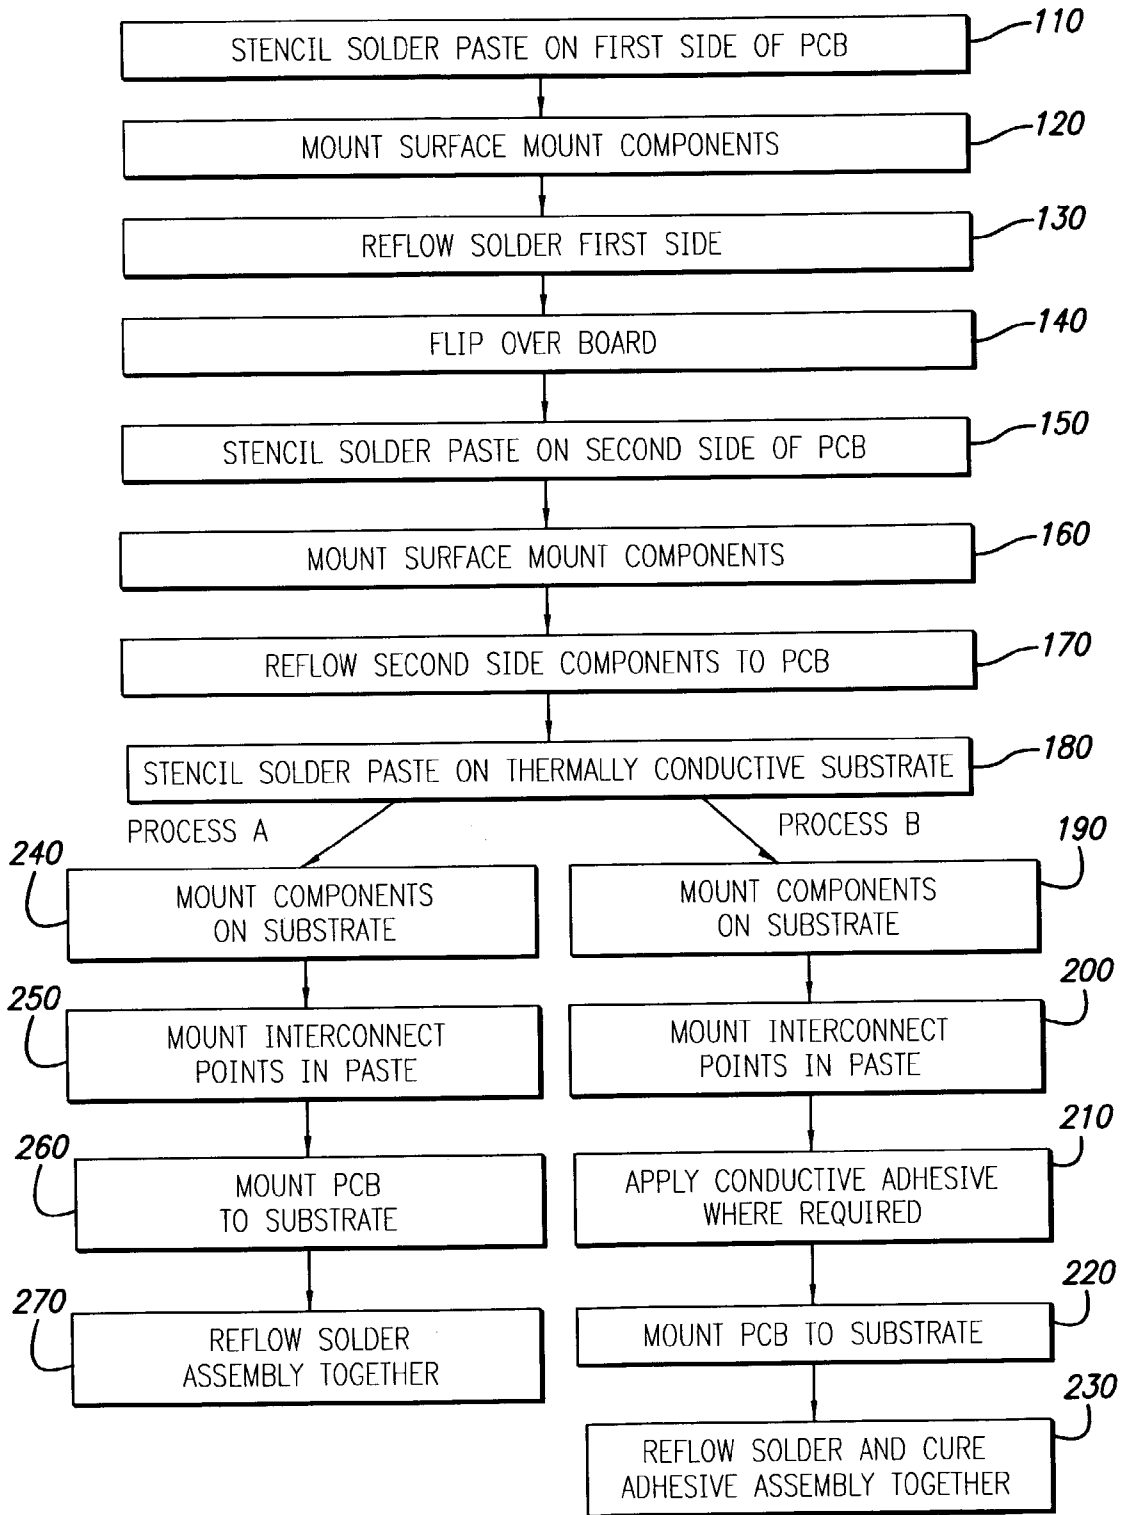 STENCIL SOLDER PASTE ON FIRST SIDE OF PCB
110
MOUNT SURFACE MOUNT COMPONENTS
120
REFLOW SOLDER FIRST SIDE
130
FLIP OVER BOARD
140
STENCIL SOLDER PASTE ON SECOND SIDE OF PCB
150
MOUNT SURFACE MOUNT COMPONENTS
160
REFLOW SECOND SIDE COMPONENTS TO PCB
170
STENCIL SOLDER PASTE ON THERMALLY CONDUCTIVE SUBSTRATE
180
PROCESS A
240
MOUNT COMPONENTS
ON SUBSTRATE
250
MOUNT INTERCONNECT
POINTS IN PASTE
260
MOUNT PCB
TO SUBSTRATE
270
REFLOW SOLDER
ASSEMBLY TOGETHER
PROCESS B
190
MOUNT COMPONENTS
ON SUBSTRATE
200
MOUNT INTERCONNECT
POINTS IN PASTE
210
APPLY CONDUCTIVE ADHESIVE
WHERE REQUIRED
220
MOUNT PCB TO SUBSTRATE
230
REFLOW SOLDER AND CURE
ADHESIVE ASSEMBLY TOGETHER